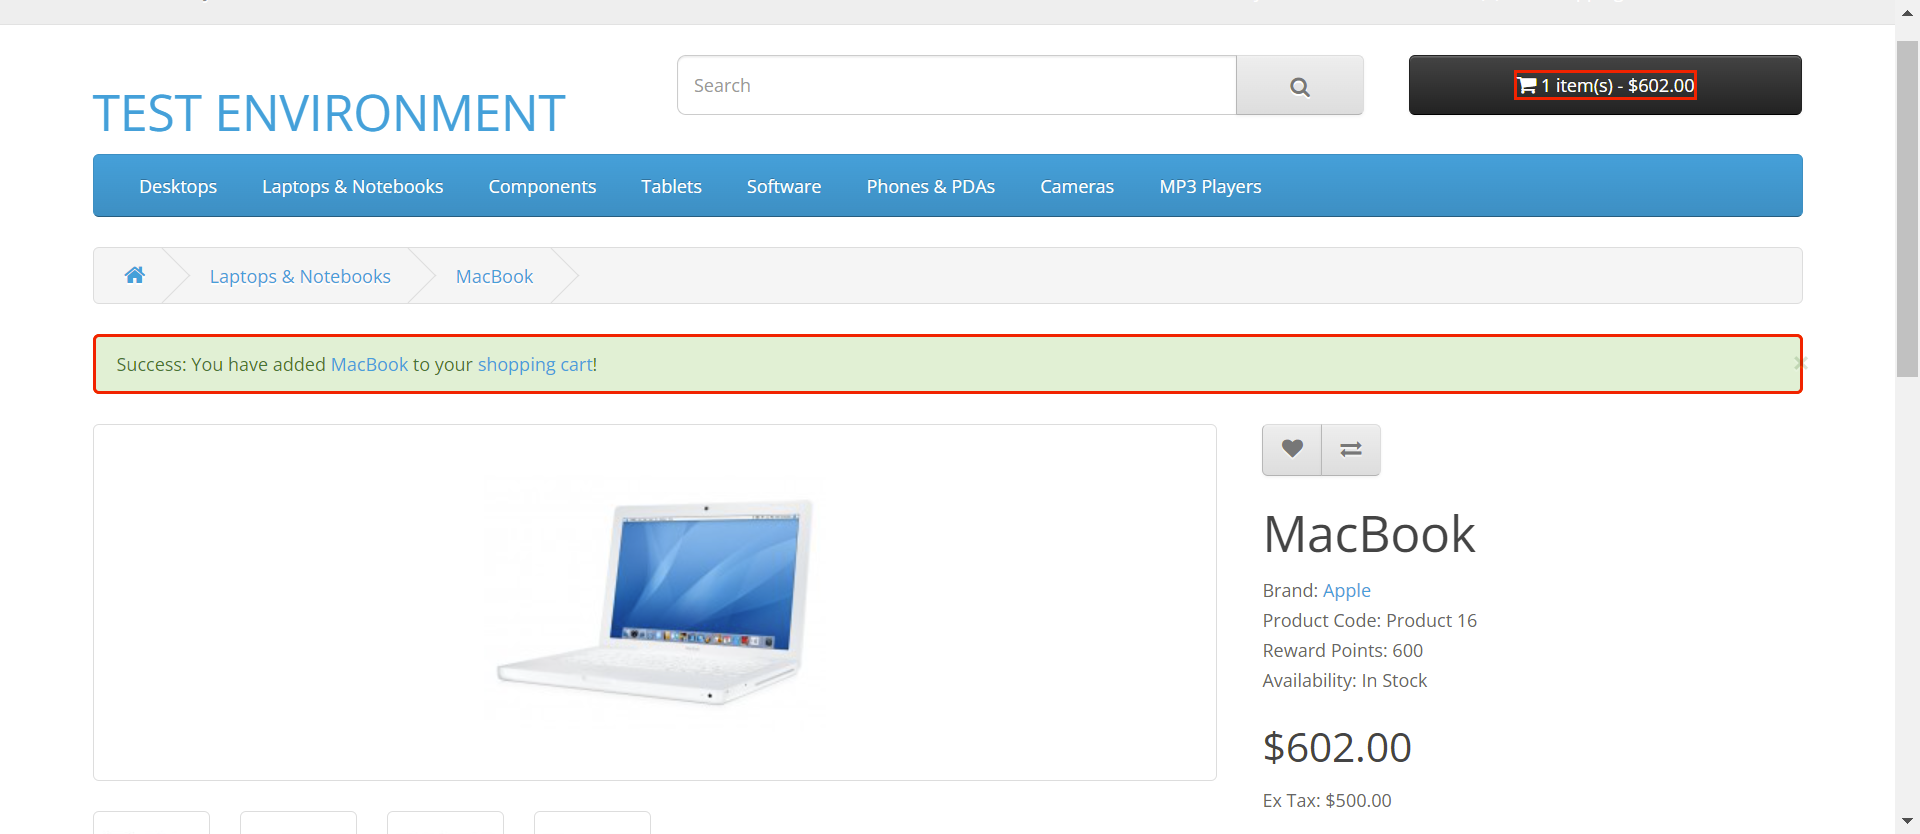 Search
1 item(s) - $602.00
TEST ENVIRONMENT
Desktops
Laptops & Notebooks
Components
Tablets
Software
Phones & PDAs
Cameras
MP3 Players
Laptops & Notebooks
MacBook
Success: You have added MacBook to your shopping cart!
×
MacBook
Brand: Apple
Product Code: Product 16
Reward Points: 600
Availability: In Stock
$602.00
Ex Tax: $500.00